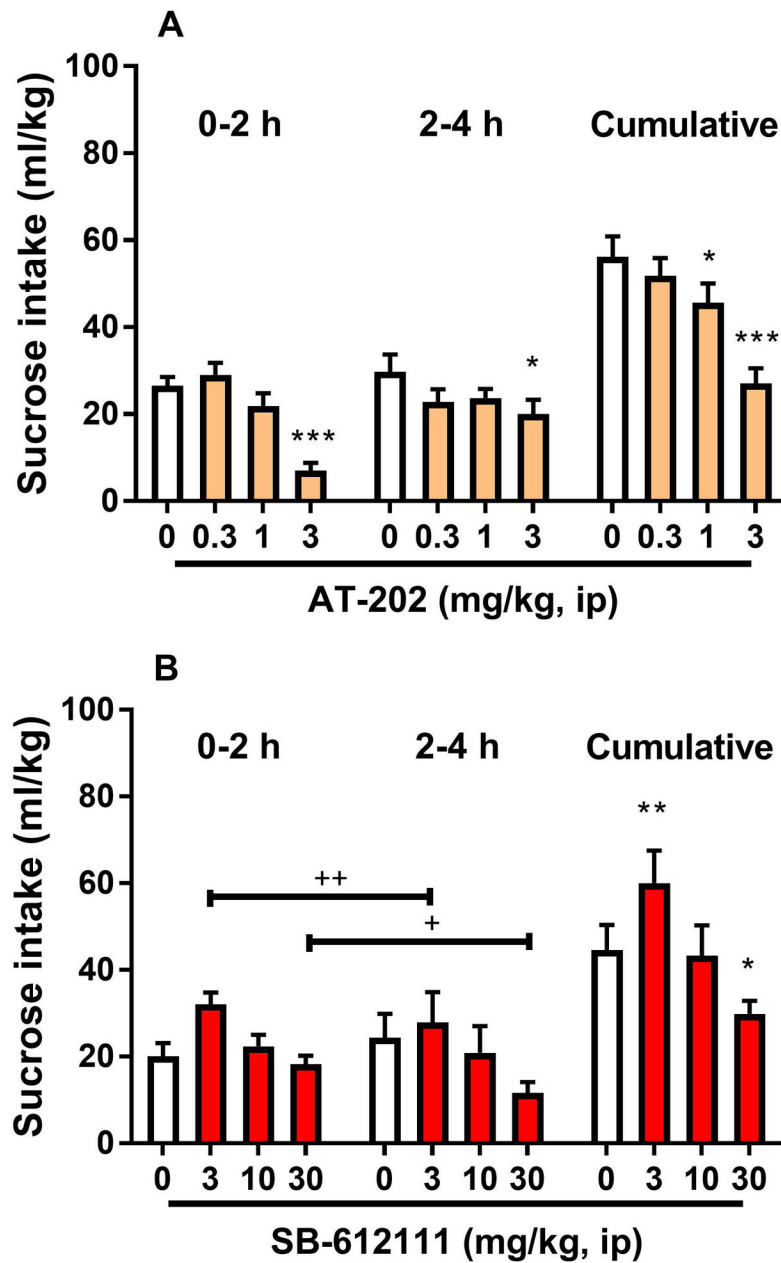 A
Sucrose intake (ml/kg)
100
80
60
40
20
0
0-2 h
2-4 h
Cumulative
***
*
*
***
0 0.3 1 3 0 0.3 1 3 0 0.3 1 3
AT-202 (mg/kg, ip)
B
Sucrose intake (ml/kg)
100
80
60
40
20
0
0-2 h
2-4 h
Cumulative
++
+
**
*
0 3 10 30 0 3 10 30 0 3 10 30
SB-612111 (mg/kg, ip)